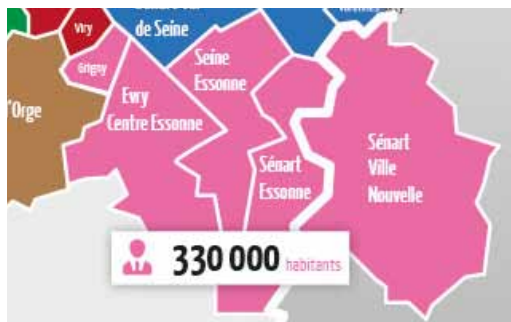 de Seine
Viry
Seine
Essonne
Grigny
Evry
Centre Essonne
'Orge
Sénart
Ville
Nouvelle
Sénart
Essonne
330 000 habitants